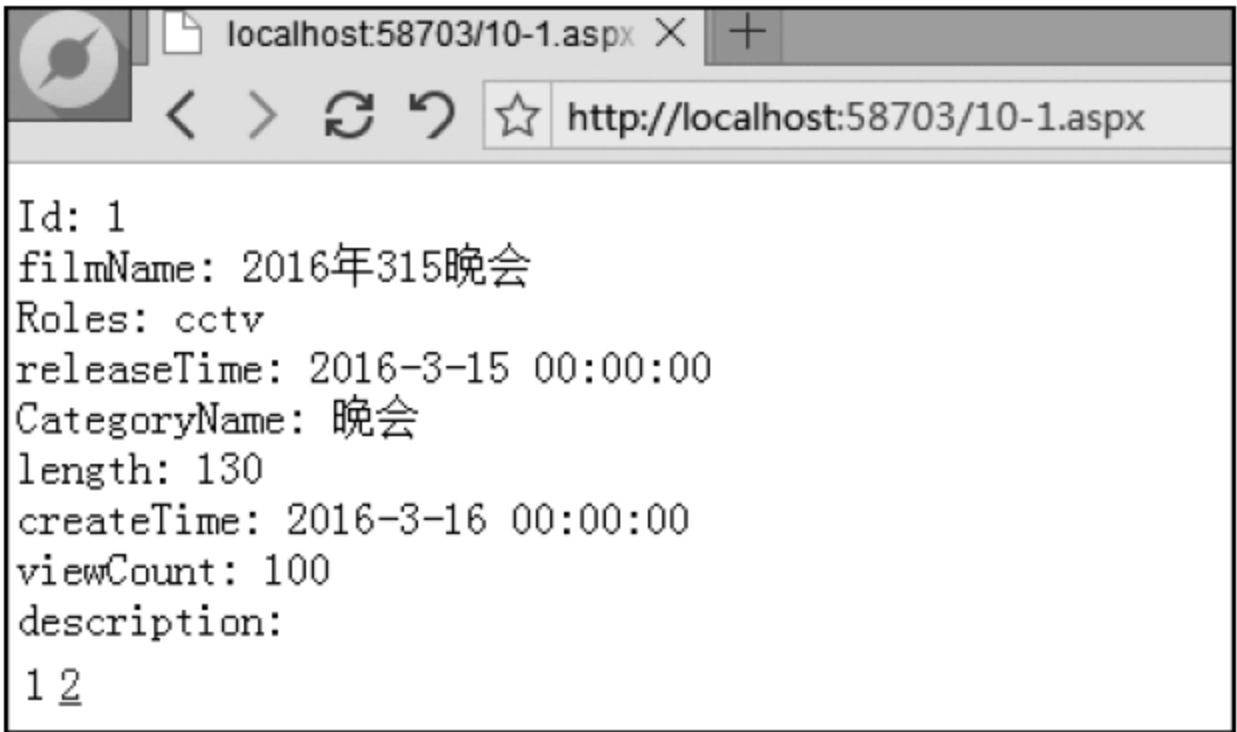 localhost:58703/10-1.aspx
http://localhost:58703/10-1.aspx
Id: 1
filmName: 2016年315晚会
Roles: cctv
releaseTime: 2016-3-15 00:00:00
CategoryName: 晚会
length: 130
createTime: 2016-3-16 00:00:00
viewCount: 100
description:
1 2